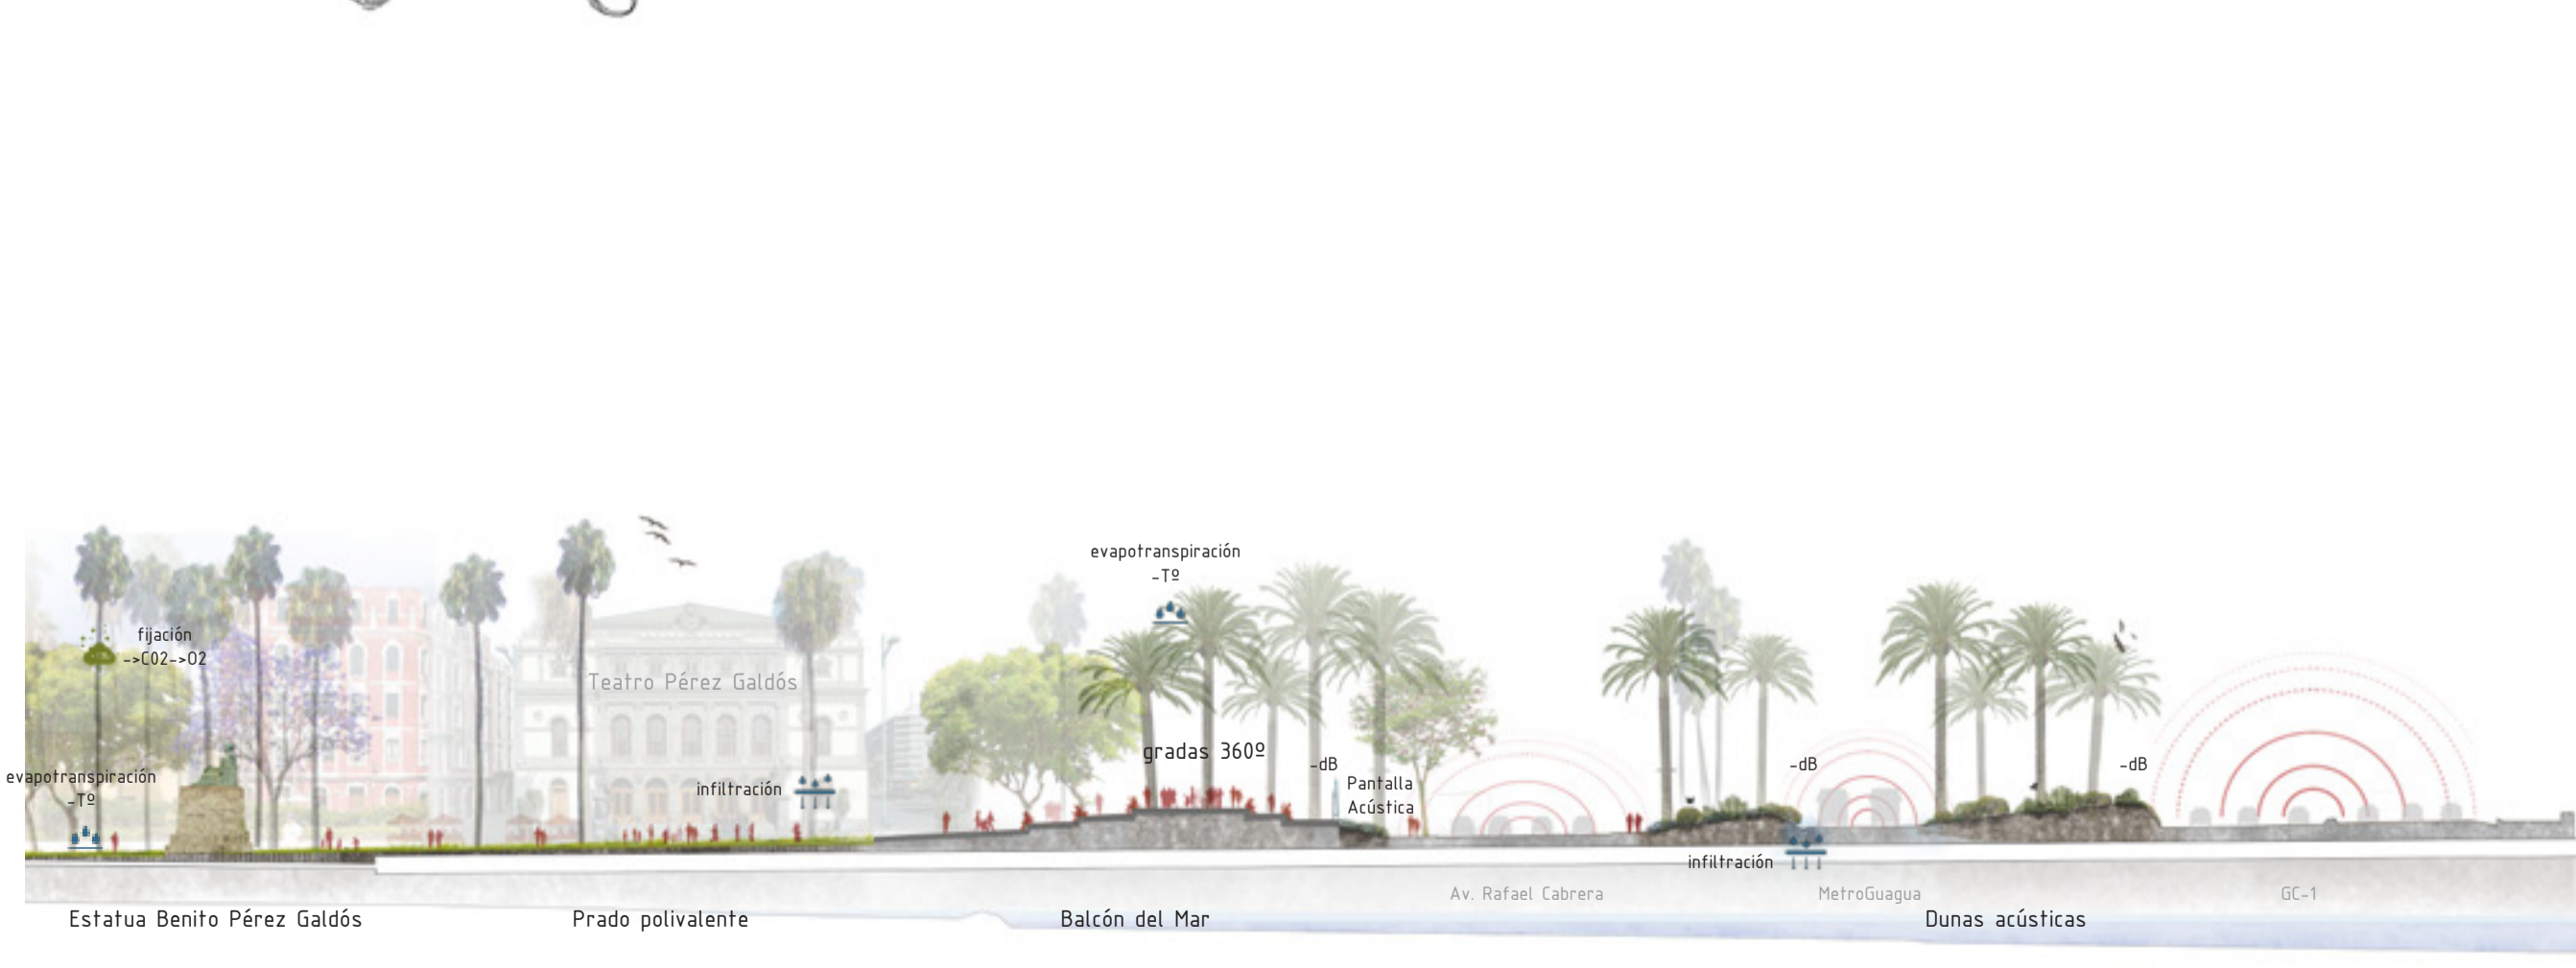 evapotranspiración
-Tº
fijación
->CO2->O2
Teatro Pérez Galdós
gradas 360º
-dB
-dB
-dB
evapotranspiración
-Tº
infiltración
Pantalla
Acústica
infiltración
Av. Rafael Cabrera
MetroGuagua
GC-1
Estatua Benito Pérez Galdós
Prado polivalente
Balcón del Mar
Dunas acústicas